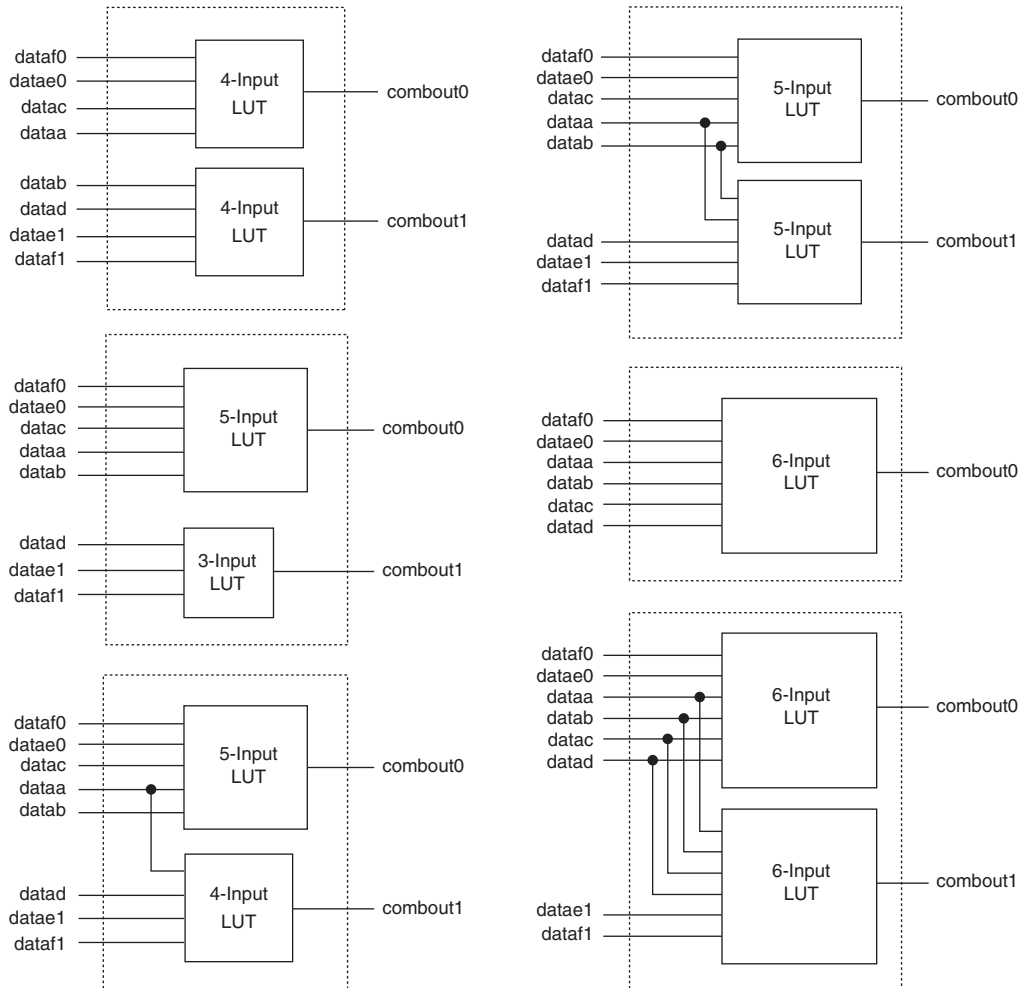 dataf0
datae0
datac
dataa
4-Input
LUT
combout0
datab
datad
datae1
dataf1
4-Input
LUT
combout1
dataf0
datae0
datac
dataa
datab
5-Input
LUT
combout0
datad
datae1
dataf1
3-Input
LUT
combout1
dataf0
datae0
datac
dataa
datab
5-Input
LUT
combout0
datad
datae1
dataf1
4-Input
LUT
combout1
dataf0
datae0
datac
dataa
datab
5-Input
LUT
combout0
datad
datae1
dataf1
5-Input
LUT
combout1
dataf0
datae0
dataa
datab
datac
datad
6-Input
LUT
combout0
dataf0
datae0
dataa
datab
datac
datad
6-Input
LUT
combout0
datae1
dataf1
6-Input
LUT
combout1